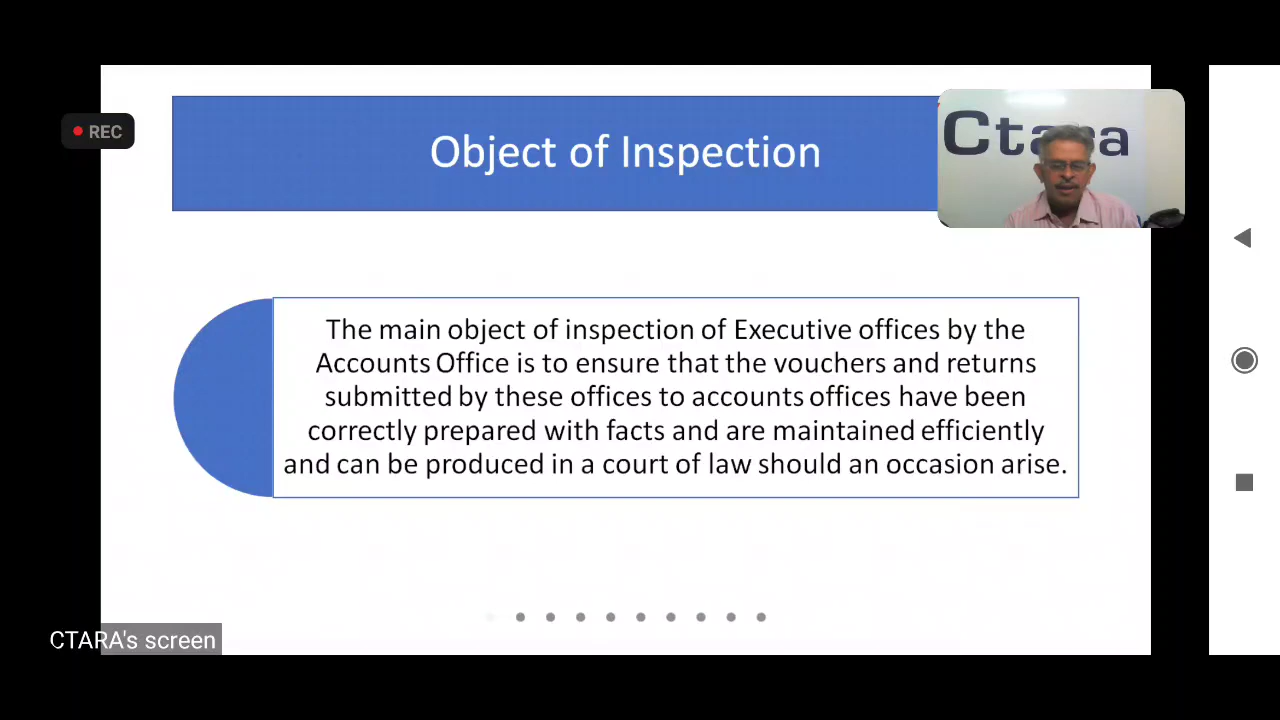 REC
Object of Inspection
Ctara
The main object of inspection of Executive offices by the
Accounts Office is to ensure that the vouchers and returns
submitted by these offices to accounts offices have been
correctly prepared with facts and are maintained efficiently
and can be produced in a court of law should an occasion arise.
CTARA's screen